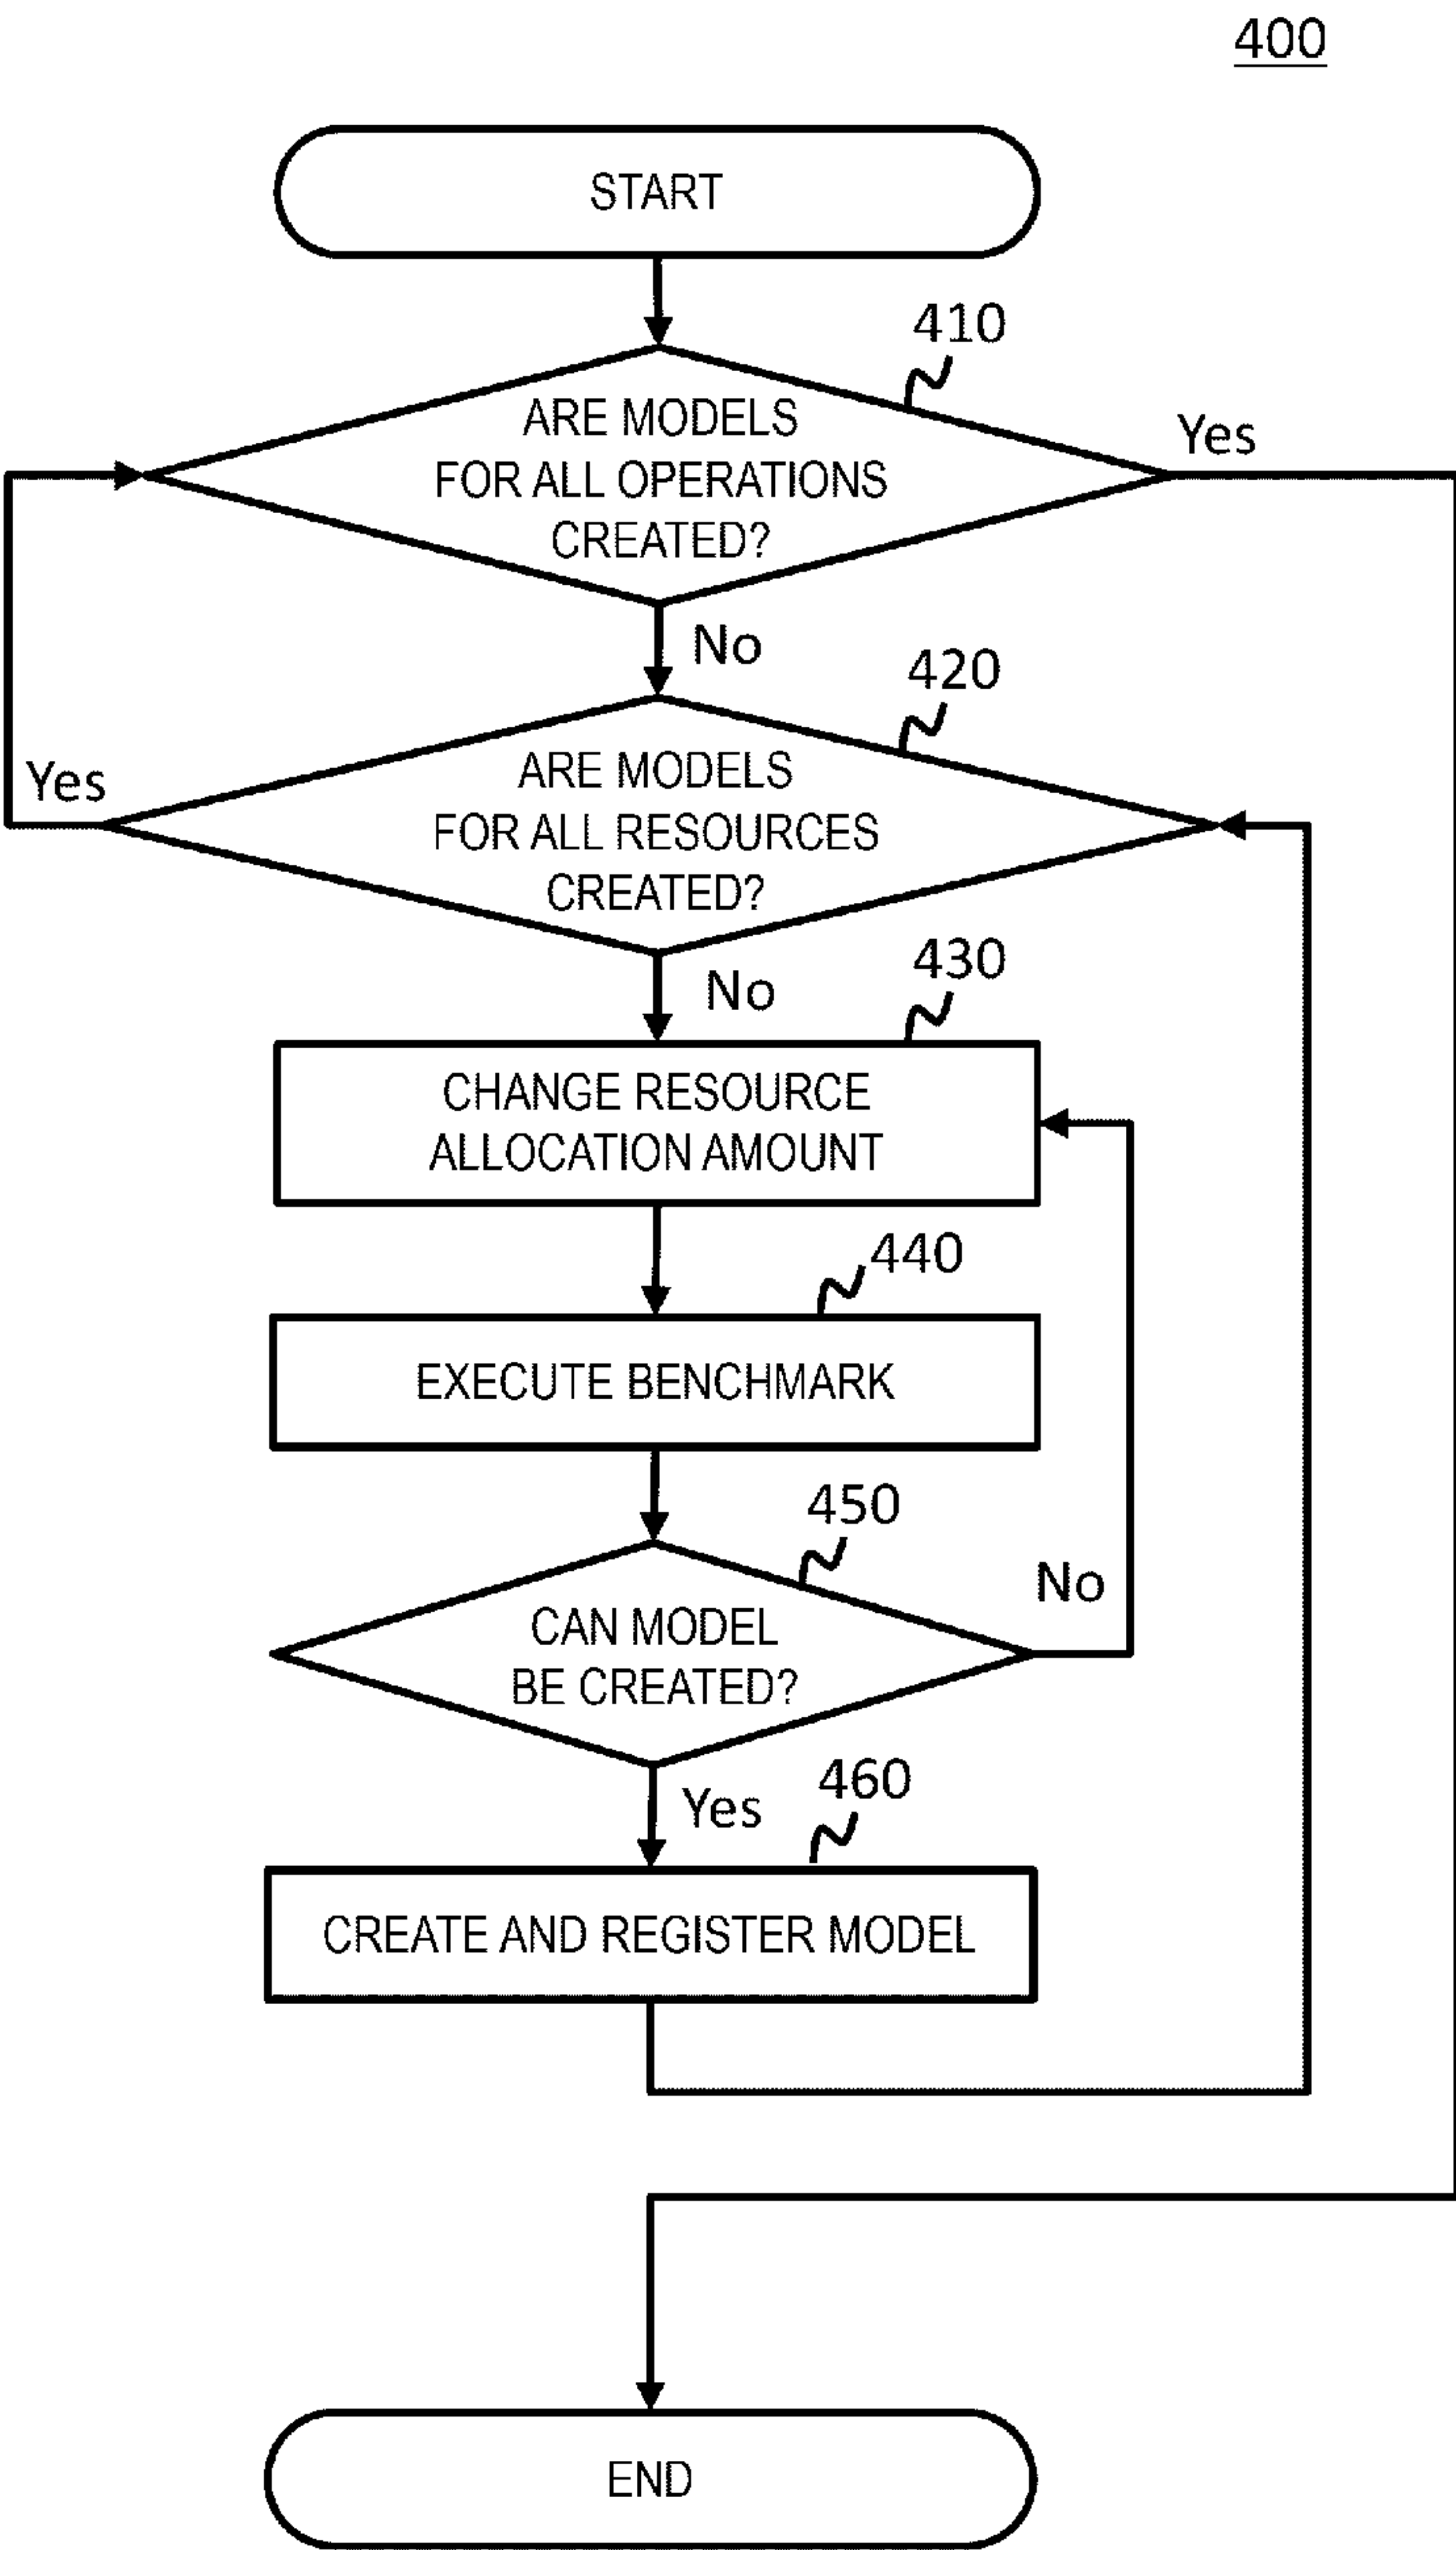 400
START
410
ARE MODELS
FOR ALL OPERATIONS
CREATED?
Yes
No
420
ARE MODELS
FOR ALL RESOURCES
CREATED?
Yes
No
430
CHANGE RESOURCE
ALLOCATION AMOUNT
440
EXECUTE BENCHMARK
450
CAN MODEL
BE CREATED?
No
Yes
460
CREATE AND REGISTER MODEL
END